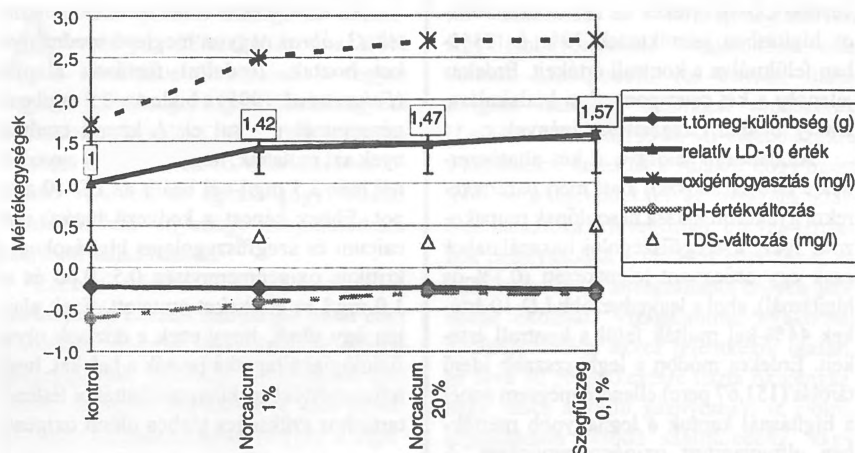 3,0
2,5
2,0
1,5
1,0
0,5
0,0
–0,5
–1,0
Mértékegységek
1
1,42
1,47
1,57
kontroll
Norcaicum
1%
Norcaicum
20%
Szegfűszeg
0,1%
t.tömeg-különbség (g)
relatív LD-10 érték
oxigénfogyasztás (mg/l)
pH-értékváltozás
TDS-változás (mg/l)